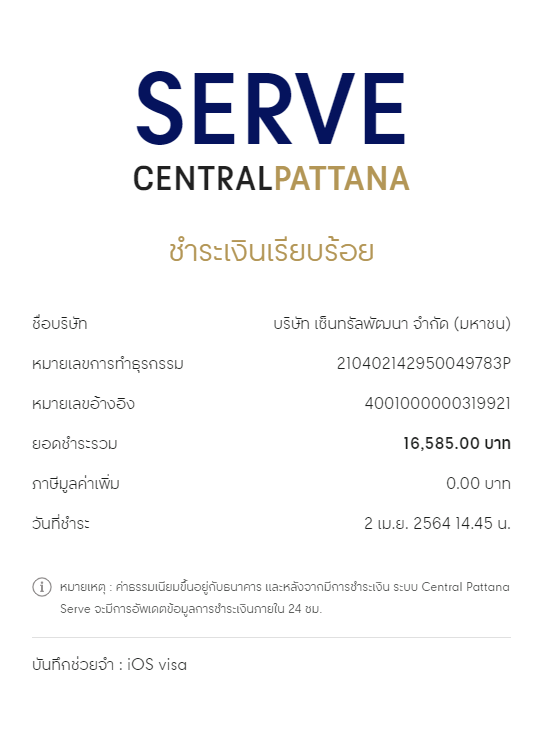 SERVE
CENTRALPATTANA
ชำระเงินเรียบร้อย
ชื่อบริษัท บริษัท เซ็นทรัลพัฒนา จำกัด (มหาชน)
หมายเลขการทำธุรกรรม 210402142950049783P
หมายเลขอ้างอิง 4001000000319921
ยอดชำระรวม 16,585.00 บาท
ภาษีมูลค่าเพิ่ม 0.00 บาท
วันที่ชำระ 2 เม.ย. 2564 14.45 น.
หมายเหตุ : ค่าธรรมเนียมขึ้นอยู่กับธนาคาร และหลังจากมีการชำระเงิน ระบบ Central Pattana
Serve จะมีการอัพเดตข้อมูลการชำระเงินภายใน 24 ชม.
บันทึกช่วยจำ : iOS visa